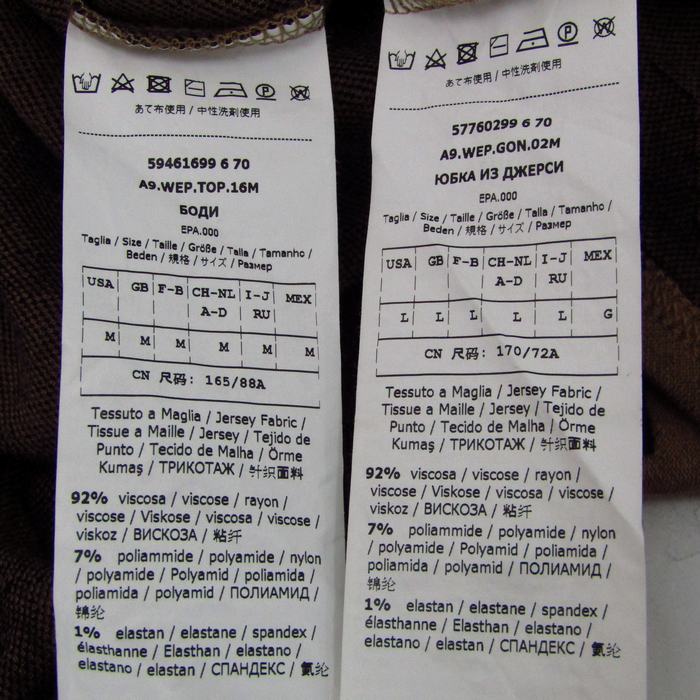 あて布使用 / 中性洗剤使用
59461699 6 70
A9.WEP.TOP.16M
БОДИ
EPA.000
Taglia / Size / Taille / Größe / Talla / Tamanho /
Beden / 規格 / サイズ / Размер
USA GB F-B CH-NL I-J MEX
A-D RU
M M M M M M
CN 尺码: 165/88A
Tessuto a Maglia / Jersey Fabric /
Tissue a Maille / Jersey / Tejido de
Punto / Tecido de Malha / Örme
Kumaş / ТРИКОТАЖ / 针织面料
92% viscosa / viscose / rayon /
viscose / Viskose / viscosa / viscose /
viskoz / ВИСКОЗА / 粘纤
7% poliammide / polyamide / nylon
/ polyamide / Polyamid / poliamida /
poliamida / polyamid / ПОЛИАМИД /
锦纶
1% elastan / elastane / spandex /
élasthanne / Elasthan / elastano /
elastano / elastan / СПАНДЕКС / 氨纶
あて布使用 / 中性洗剤使用
57760299 6 70
A9.WEP.GON.02M
ЮБКА ИЗ ДЖЕРСИ
EPA.000
Taglia / Size / Taille / Größe / Talla / Tamanho /
Beden / 規格 / サイズ / Размер
USA GB F-B CH-NL I-J MEX
A-D RU
L L L L L G
CN 尺码: 170/72A
Tessuto a Maglia / Jersey Fabric /
Tissue a Maille / Jersey / Tejido de
Punto / Tecido de Malha / Örme
Kumaş / ТРИКОТАЖ / 针织面料
92% viscosa / viscose / rayon /
viscose / Viskose / viscosa / viscose /
viskoz / ВИСКОЗА / 粘纤
7% poliammide / polyamide / nylon
/ polyamide / Polyamid / poliamida /
poliamida / polyamid / ПОЛИАМИД /
锦纶
1% elastan / elastane / spandex /
élasthanne / Elasthan / elastano /
elastano / elastan / СПАНДЕКС / 氨纶